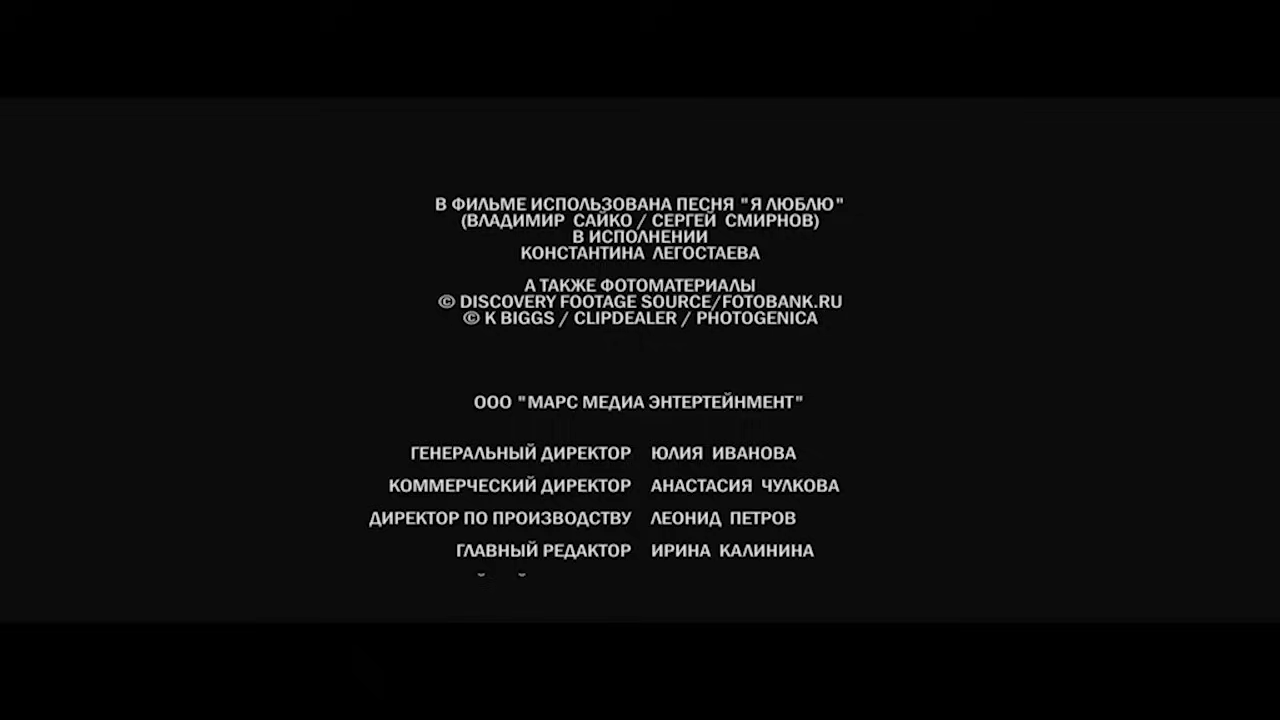 В ФИЛЬМЕ ИСПОЛЬЗОВАНА ПЕСНЯ "Я ЛЮБЛЮ"
(ВЛАДИМИР САЙКО / СЕРГЕЙ СМИРНОВ)
В ИСПОЛНЕНИИ
КОНСТАНТИНА ЛЕГОСТАЕВА
А ТАКЖЕ ФОТОМАТЕРИАЛЫ
© DISCOVERY FOOTAGE SOURCE/FOTOBANK.RU
© K BIGGS / CLIPDEALER / PHOTOGENICA
ООО "МАРС МЕДИА ЭНТЕРТЕЙНМЕНТ"
ГЕНЕРАЛЬНЫЙ ДИРЕКТОР ЮЛИЯ ИВАНОВА
КОММЕРЧЕСКИЙ ДИРЕКТОР АНАСТАСИЯ ЧУЛКОВА
ДИРЕКТОР ПО ПРОИЗВОДСТВУ ЛЕОНИД ПЕТРОВ
ГЛАВНЫЙ РЕДАКТОР ИРИНА КАЛИНИНА